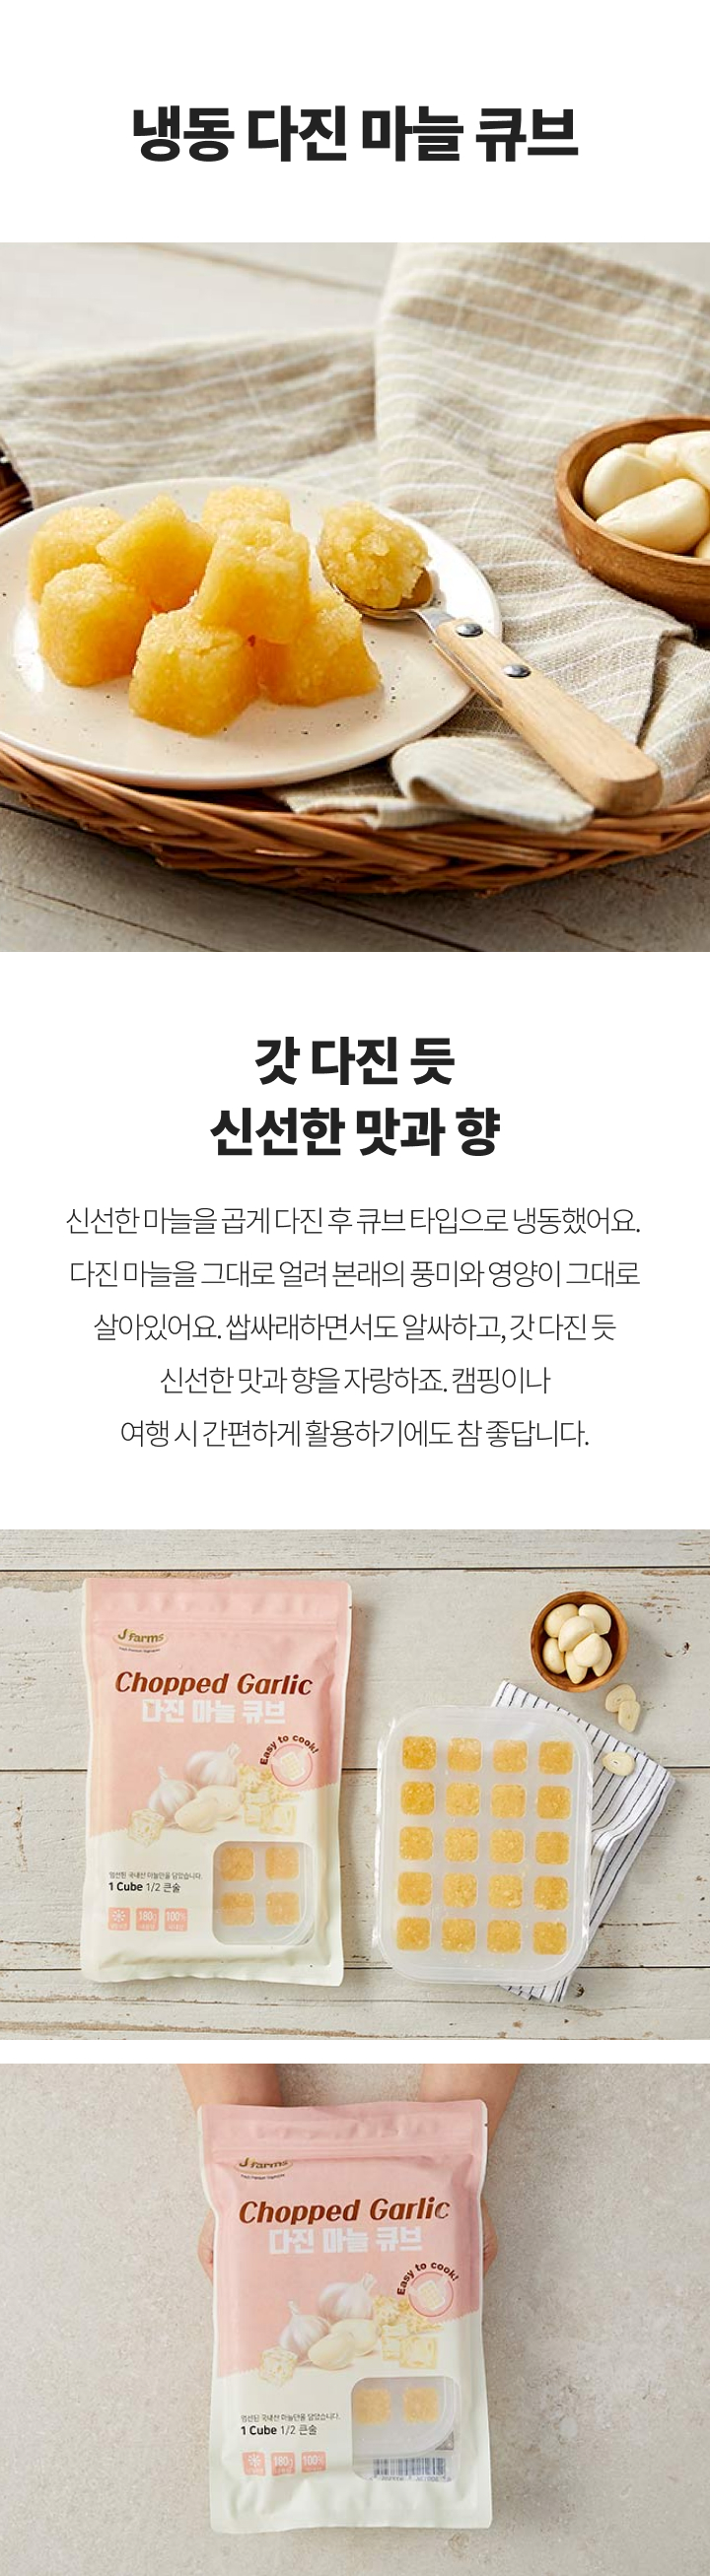 냉동 다진 마늘 큐브
갓 다진 듯
신선한 맛과 향
신선한 마늘을 곱게 다진 후 큐브 타입으로 냉동했어요.
다진 마늘을 그대로 얼려 본래의 풍미와 영양이 그대로
살아있어요. 쌉싸래하면서도 알싸하고, 갓 다진 듯
신선한 맛과 향을 자랑하죠. 캠핑이나
여행 시 간편하게 활용하기에도 참 좋답니다.
J farms
Chopped Garlic
다진 마늘 큐브
Easy to cook!
엄선된 국내산 마늘만을 담았습니다.
1 Cube 1/2 큰술
180g
100%
J farms
Chopped Garlic
다진 마늘 큐브
Easy to cook!
엄선된 국내산 마늘만을 담았습니다.
1 Cube 1/2 큰술
180g
100%